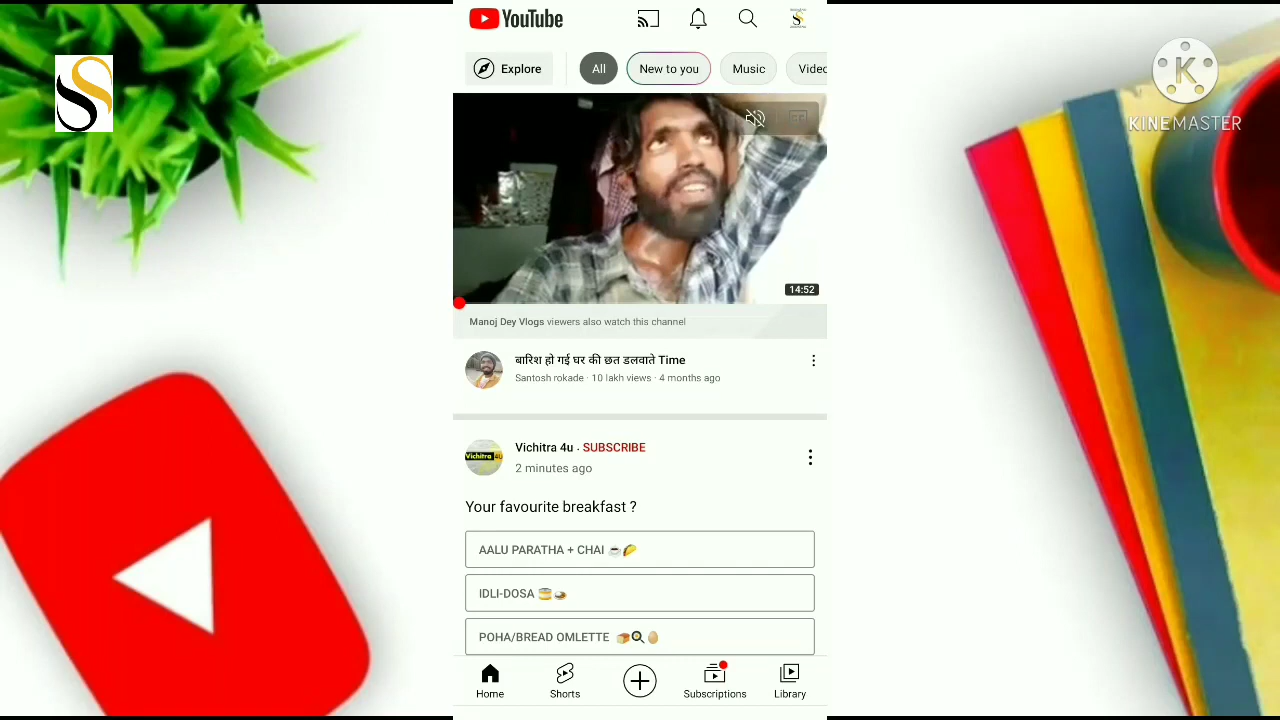 YouTube
Explore
All
New to you
Music
Video
K
KINEMASTER
14:52
Manoj Dey Vlogs viewers also watch this channel
बारिश हो गई घर की छत डलवाते Time
Santosh rokade · 10 lakh views · 4 months ago
Vichitra 4u
Vichitra 4u · SUBSCRIBE
2 minutes ago
Your favourite breakfast ?
AALU PARATHA + CHAI ☕🌮
IDLI-DOSA
POHA/BREAD OMLETTE 🍞🍳🥚
Home
Shorts
Subscriptions
Library